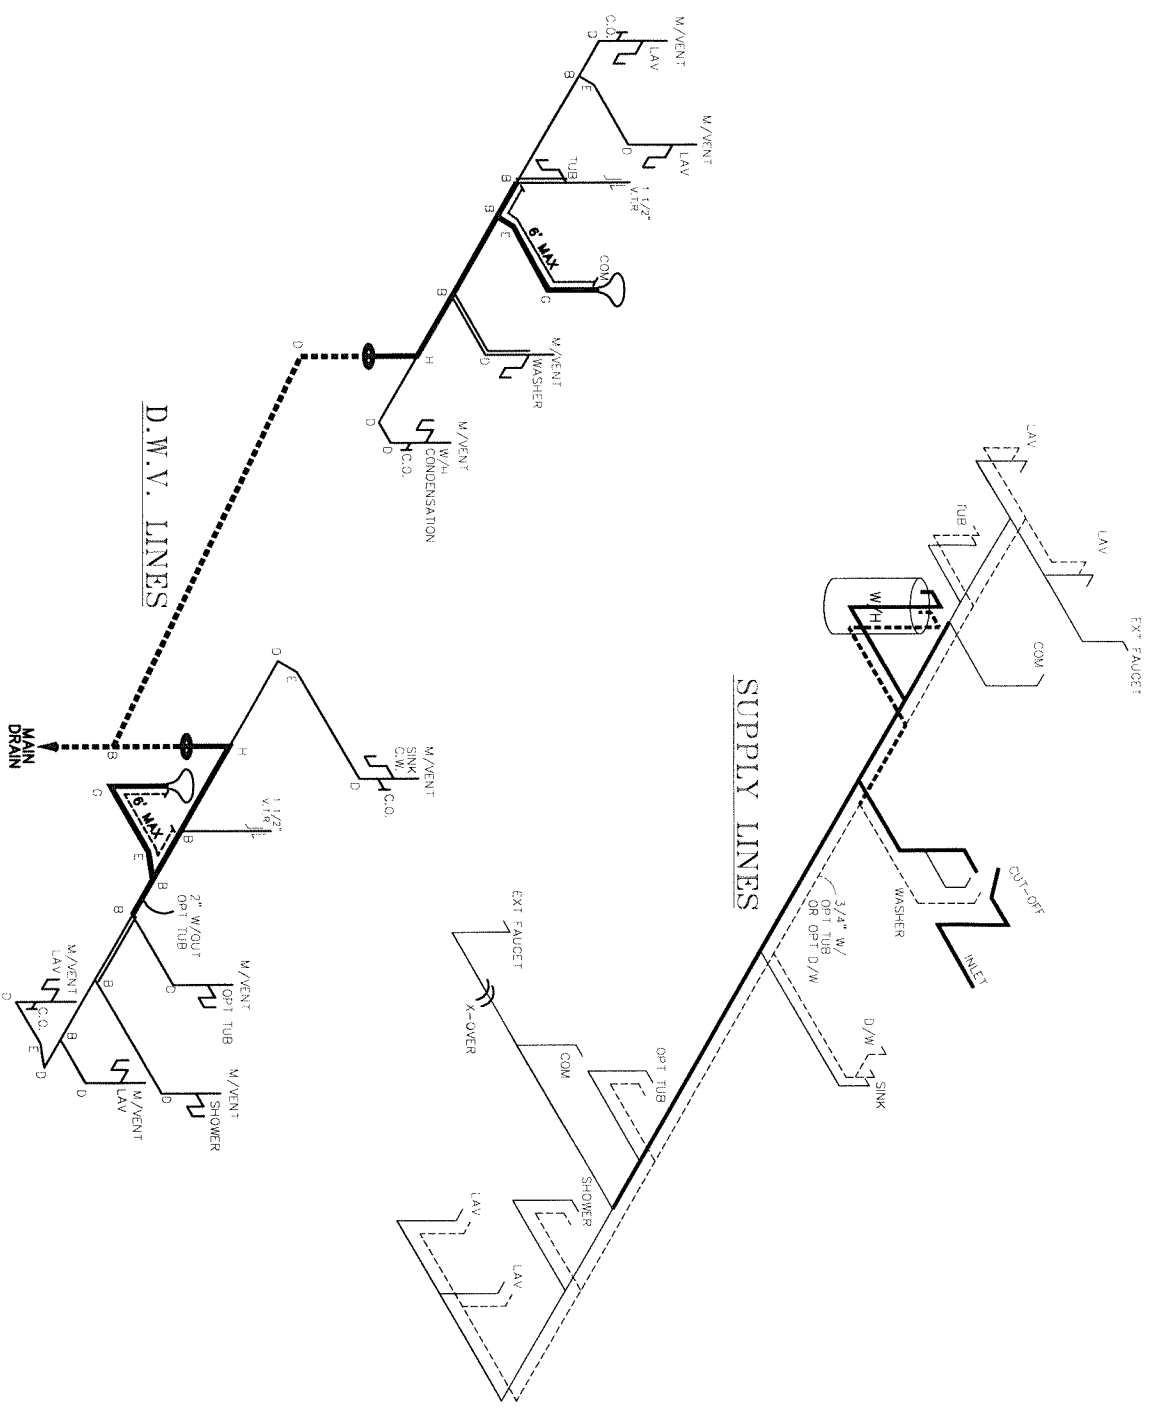 M/VENT
LAV
C.O.
D
B
E
M/VENT
LAV
D
TUB
B
1 1/2"
V.T.R
B
E
6' MAX
COM
G
B
M/VENT
WASHER
D
H
D
M/VENT
W/H
CONDENSATION
D
C.O.
D
D.W.V. LINES
B
MAIN
DRAIN
D
E
M/VENT
SINK
C.W.
D
C.O.
H
G
6' MAX
E
B
1 1/2"
V.T.R
B
2" W/OUT
OPT TUB
B
M/VENT
OPT TUB
D
B
M/VENT
SHOWER
D
M/VENT
LAV
C.O.
D
E
D
B
M/VENT
LAV
D
LAV
LAV
EXT FAUCET
TUB
COM
W/H
SUPPLY LINES
CUT-OFF
INLET
WASHER
3/4" W/
OPT TUB
OR OPT D/W
D/W
SINK
EXT FAUCET
X-OVER
COM
OPT TUB
SHOWER
LAV
LAV